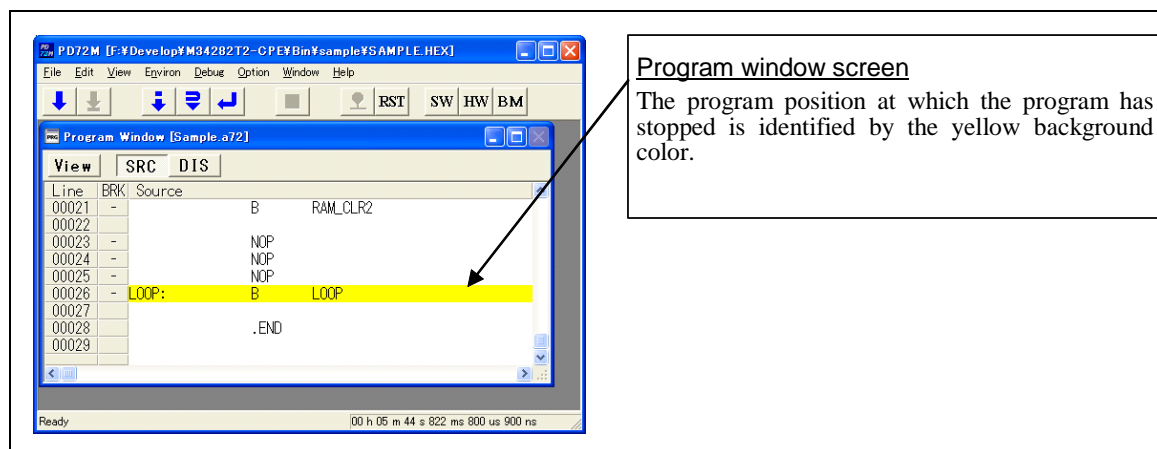 PD72M [F:¥Develop¥M34282T2-CPE¥Bin¥sample¥SAMPLE.HEX]
File Edit View Environ Debug Option Window Help
RST SW HW BM
Program Window [Sample.a72]
View SRC DIS
Line BRK Source
00021 - B RAM_CLR2
00022
00023 - NOP
00024 - NOP
00025 - NOP
00026 - LOOP: B LOOP
00027
00028 .END
00029
Ready 00 h 05 m 44 s 822 ms 800 us 900 ns
Program window screen
The program position at which the program has
stopped is identified by the yellow background
color.